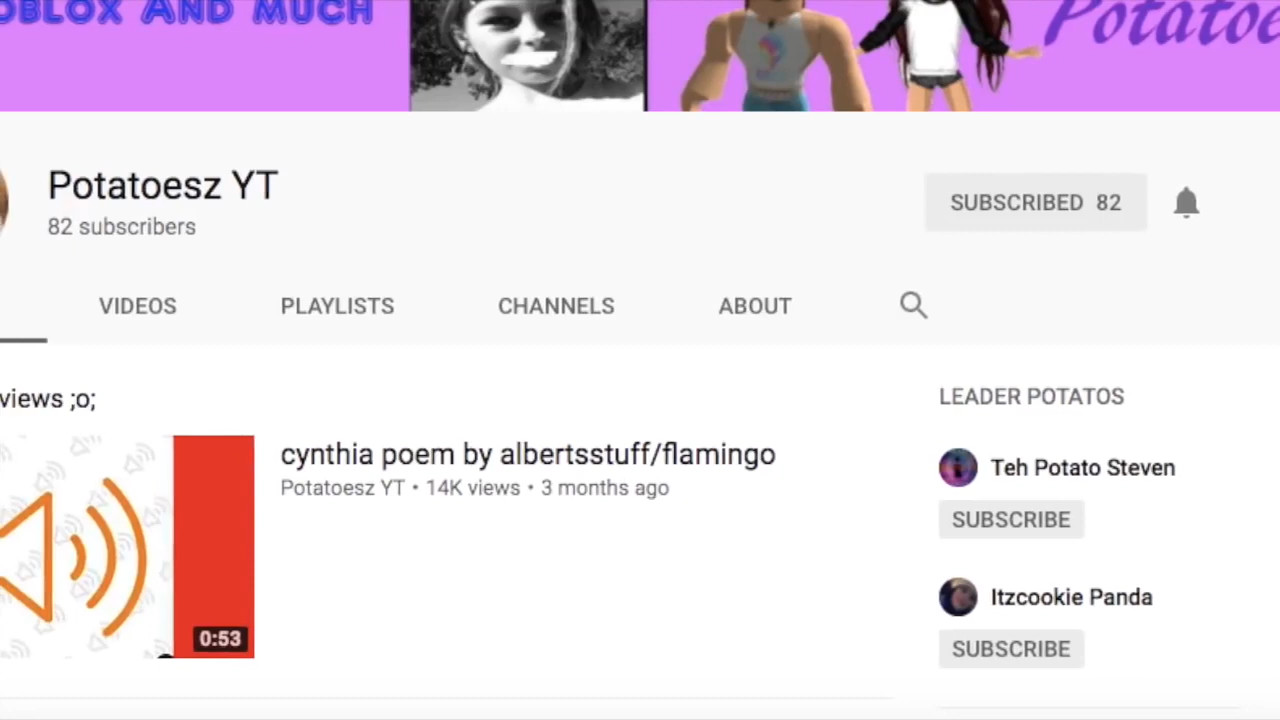 OBLOX AND MUCH
Potatoe
Potatoesz YT
82 subscribers
SUBSCRIBED 82
VIDEOS
PLAYLISTS
CHANNELS
ABOUT
views ;o;
cynthia poem by albertsstuff/flamingo
Potatoesz YT • 14K views • 3 months ago
0:53
LEADER POTATOS
Teh Potato Steven
SUBSCRIBE
Itzcookie Panda
SUBSCRIBE